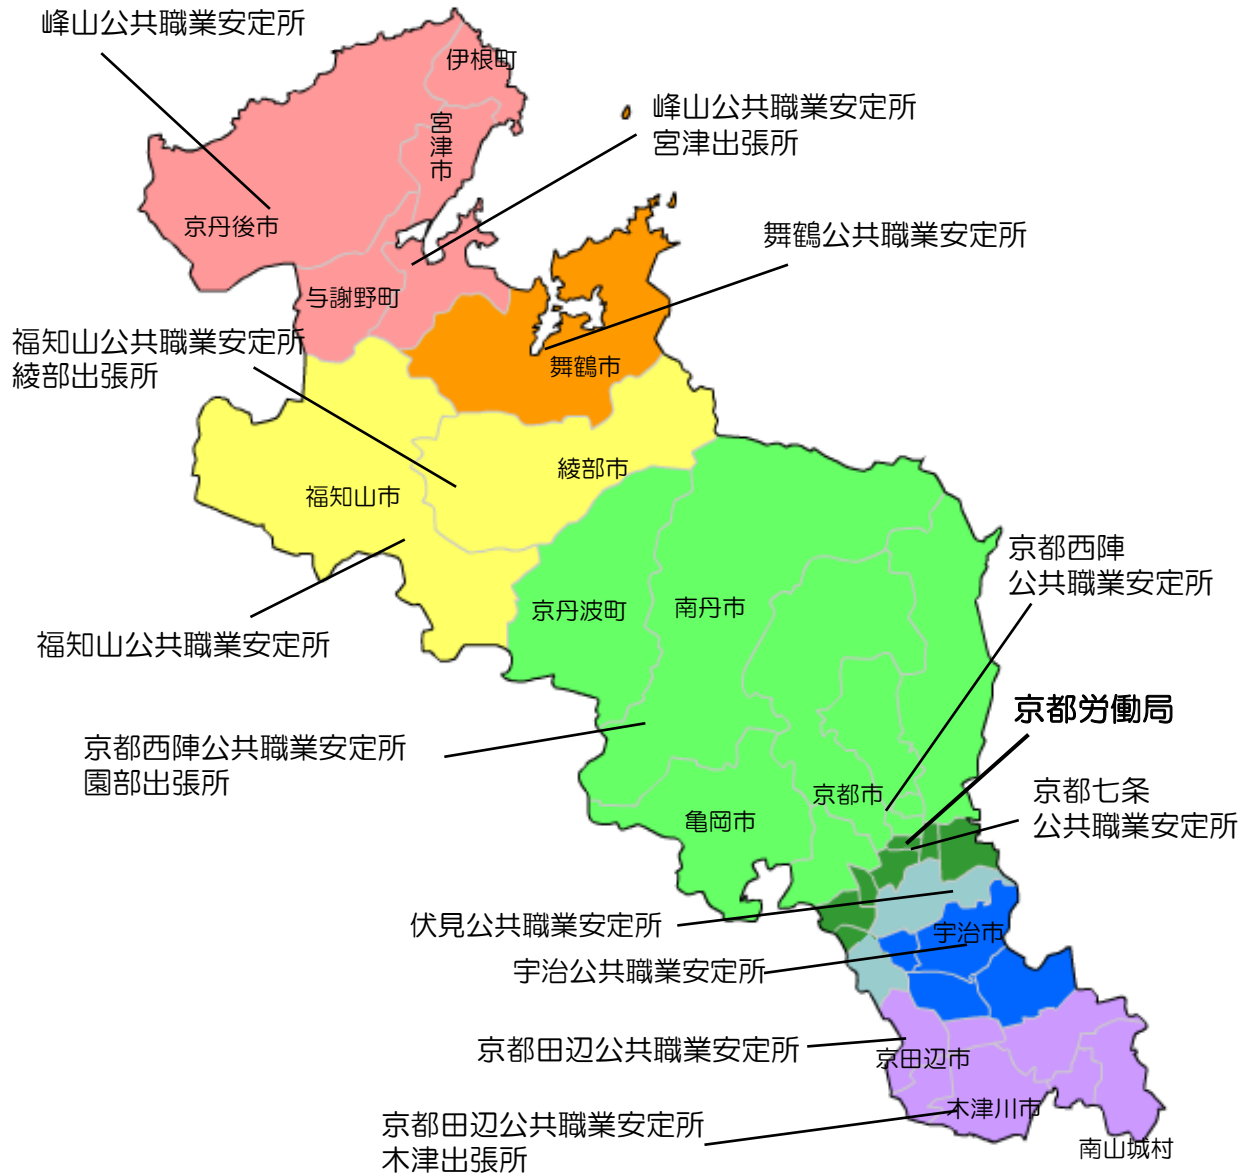 峰山公共職業安定所
伊根町
峰山公共職業安定所
宮津出張所
宮津市
京丹後市
舞鶴公共職業安定所
与謝野町
福知山公共職業安定所
綾部出張所
舞鶴市
綾部市
福知山市
京都西陣
公共職業安定所
京丹波町
南丹市
福知山公共職業安定所
京都労働局
京都西陣公共職業安定所
園部出張所
京都市
亀岡市
京都七条
公共職業安定所
伏見公共職業安定所
宇治市
宇治公共職業安定所
京都田辺公共職業安定所
京田辺市
木津川市
京都田辺公共職業安定所
木津出張所
南山城村